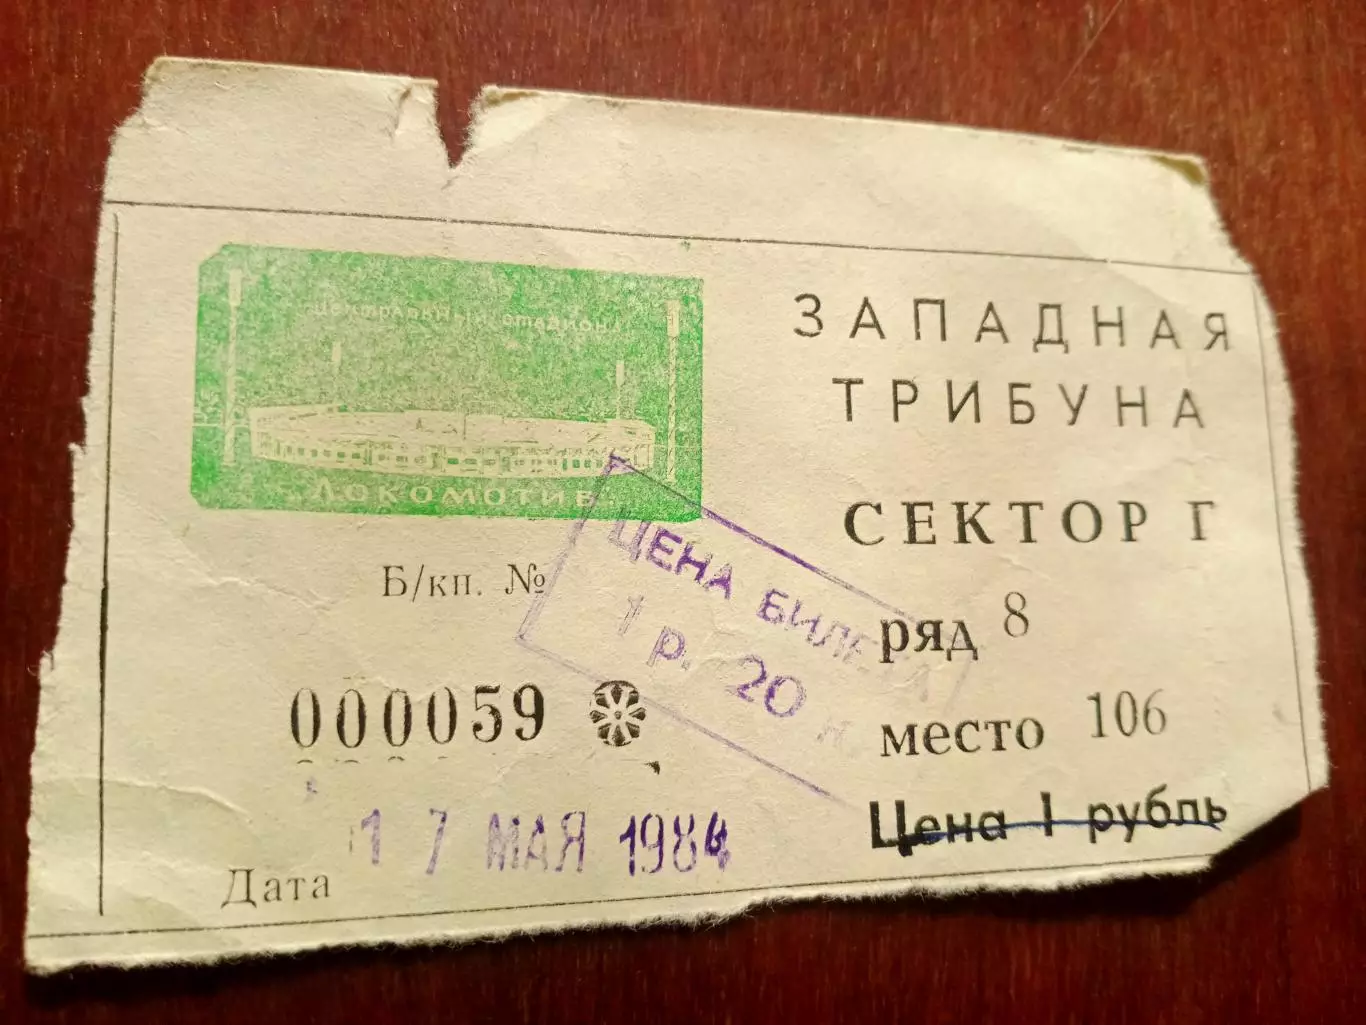 Центральный стадион
"Локомотив"
ЗАПАДНАЯ
ТРИБУНА
СЕКТОР Г
ряд 8
место 106
Цена 1 рубль
Б/кп. №
000059
ЦЕНА БИЛЕТА
1 р. 20 к.
17 МАЯ 1984
Дата